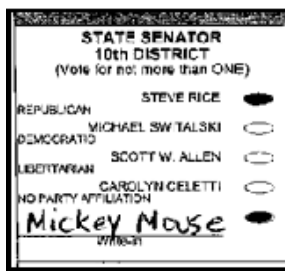 STATE SENATOR
10th DISTRICT
(Vote for not more than ONE)
STEVE RICE
REPUBLICAN
MICHAEL SWITALSKI
DEMOCRATIC
SCOTT W. ALLEN
LIBERTARIAN
CAROLYN CELETTI
NO PARTY AFFILIATION
Mickey Mouse
Write-in